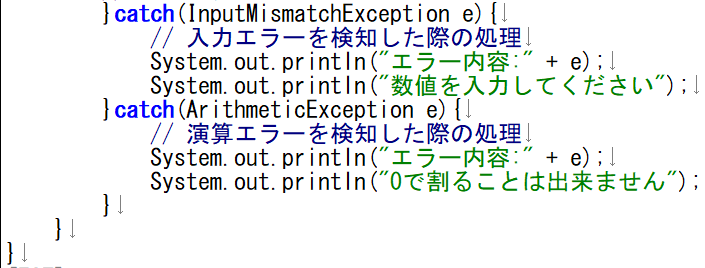 }catch(InputMismatchException e){↓
// 入力エラーを検知した際の処理↓
System.out.println("エラー内容:" + e);↓
System.out.println("数値を入力してください");↓
}catch(ArithmeticException e){↓
// 演算エラーを検知した際の処理↓
System.out.println("エラー内容:" + e);↓
System.out.println("0で割ることは出来ません");
}↓
}↓
}↓